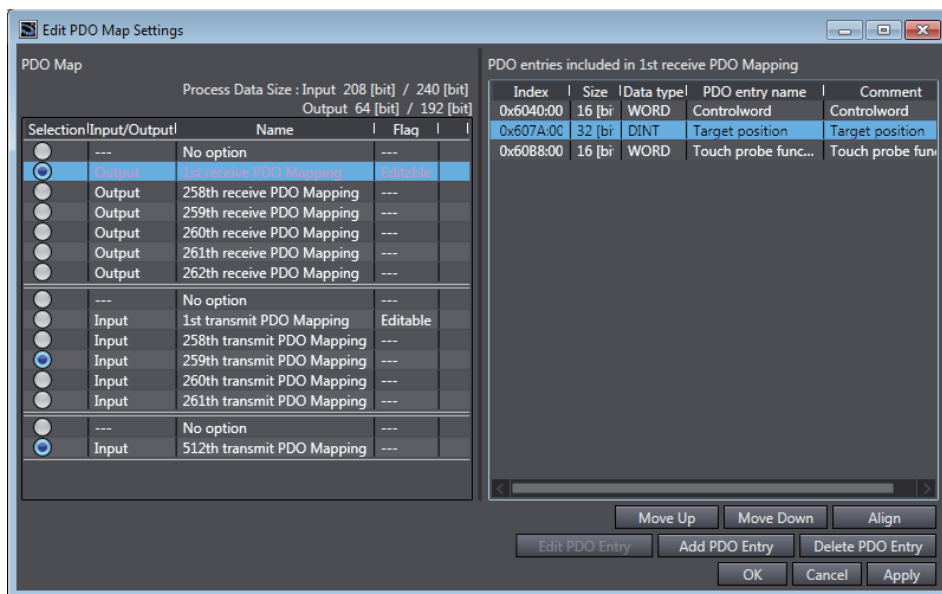 Edit PDO Map Settings
PDO Map
Process Data Size : Input 208 [bit] / 240 [bit]
Output 64 [bit] / 192 [bit]
Selection Input/Output Name Flag
--- No option ---
Output 1st receive PDO Mapping Editable
Output 258th receive PDO Mapping ---
Output 259th receive PDO Mapping ---
Output 260th receive PDO Mapping ---
Output 261th receive PDO Mapping ---
Output 262th receive PDO Mapping ---
--- No option ---
Input 1st transmit PDO Mapping Editable
Input 258th transmit PDO Mapping ---
Input 259th transmit PDO Mapping ---
Input 260th transmit PDO Mapping ---
Input 261th transmit PDO Mapping ---
--- No option ---
Input 512th transmit PDO Mapping ---
PDO entries included in 1st receive PDO Mapping
Index Size Data type PDO entry name Comment
0x6040:00 16 [bi WORD Controlword Controlword
0x607A:00 32 [bi DINT Target position Target position
0x60B8:00 16 [bi WORD Touch probe func... Touch probe fun
Move Up Move Down Align
Edit PDO Entry Add PDO Entry Delete PDO Entry
OK Cancel Apply